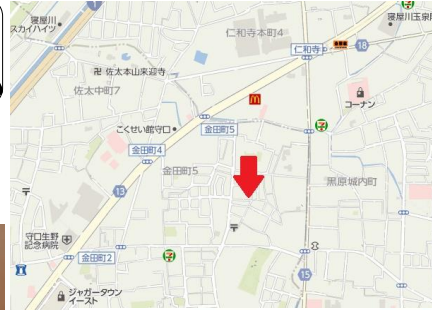 寝屋川
スカイハイツ
1
仁和寺本町4
寝屋川玉泉
仁和寺
18
卍 佐太本山来迎寺
佐太中町7
コーナン
こくせい館守口
金田町5
金田町4
金田町5
黒原城内町
13
〒
〒
守口生野
記念病院
金田町2
15
ジャガータウン
イースト